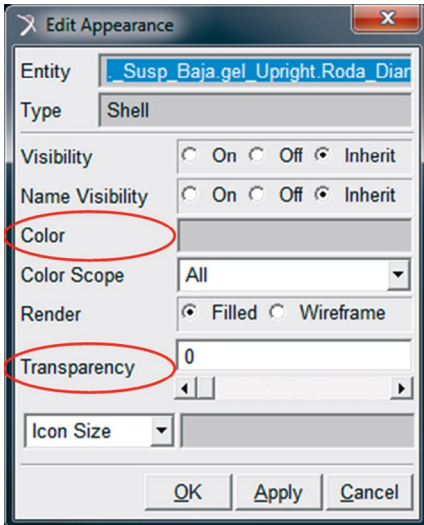 Edit Appearance
Entity ._Susp_Baja.gel_Upright.Roda_Dian
Type Shell
Visibility On Off Inherit
Name Visibility On Off Inherit
Color
Color Scope All
Render Filled Wireframe
Transparency 0
Icon Size
OK Apply Cancel